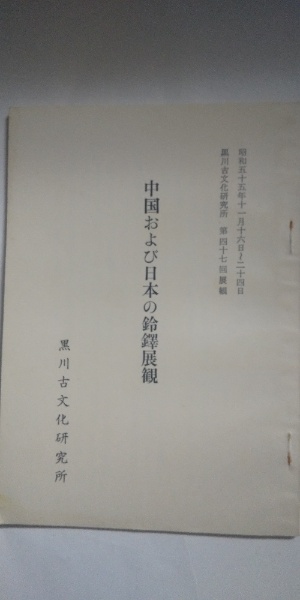 昭和五十五年十一月十六日～二十四日
黒川古文化研究所　第四十七回展観
中国および日本の鈴鐸展観
黒川古文化研究所